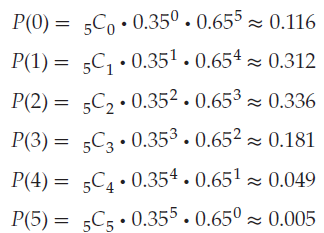 P(0) = ₅C₀ · 0.35⁰ · 0.65⁵ ≈ 0.116
P(1) = ₅C₁ · 0.35¹ · 0.65⁴ ≈ 0.312
P(2) = ₅C₂ · 0.35² · 0.65³ ≈ 0.336
P(3) = ₅C₃ · 0.35³ · 0.65² ≈ 0.181
P(4) = ₅C₄ · 0.35⁴ · 0.65¹ ≈ 0.049
P(5) = ₅C₅ · 0.35⁵ · 0.65⁰ ≈ 0.005